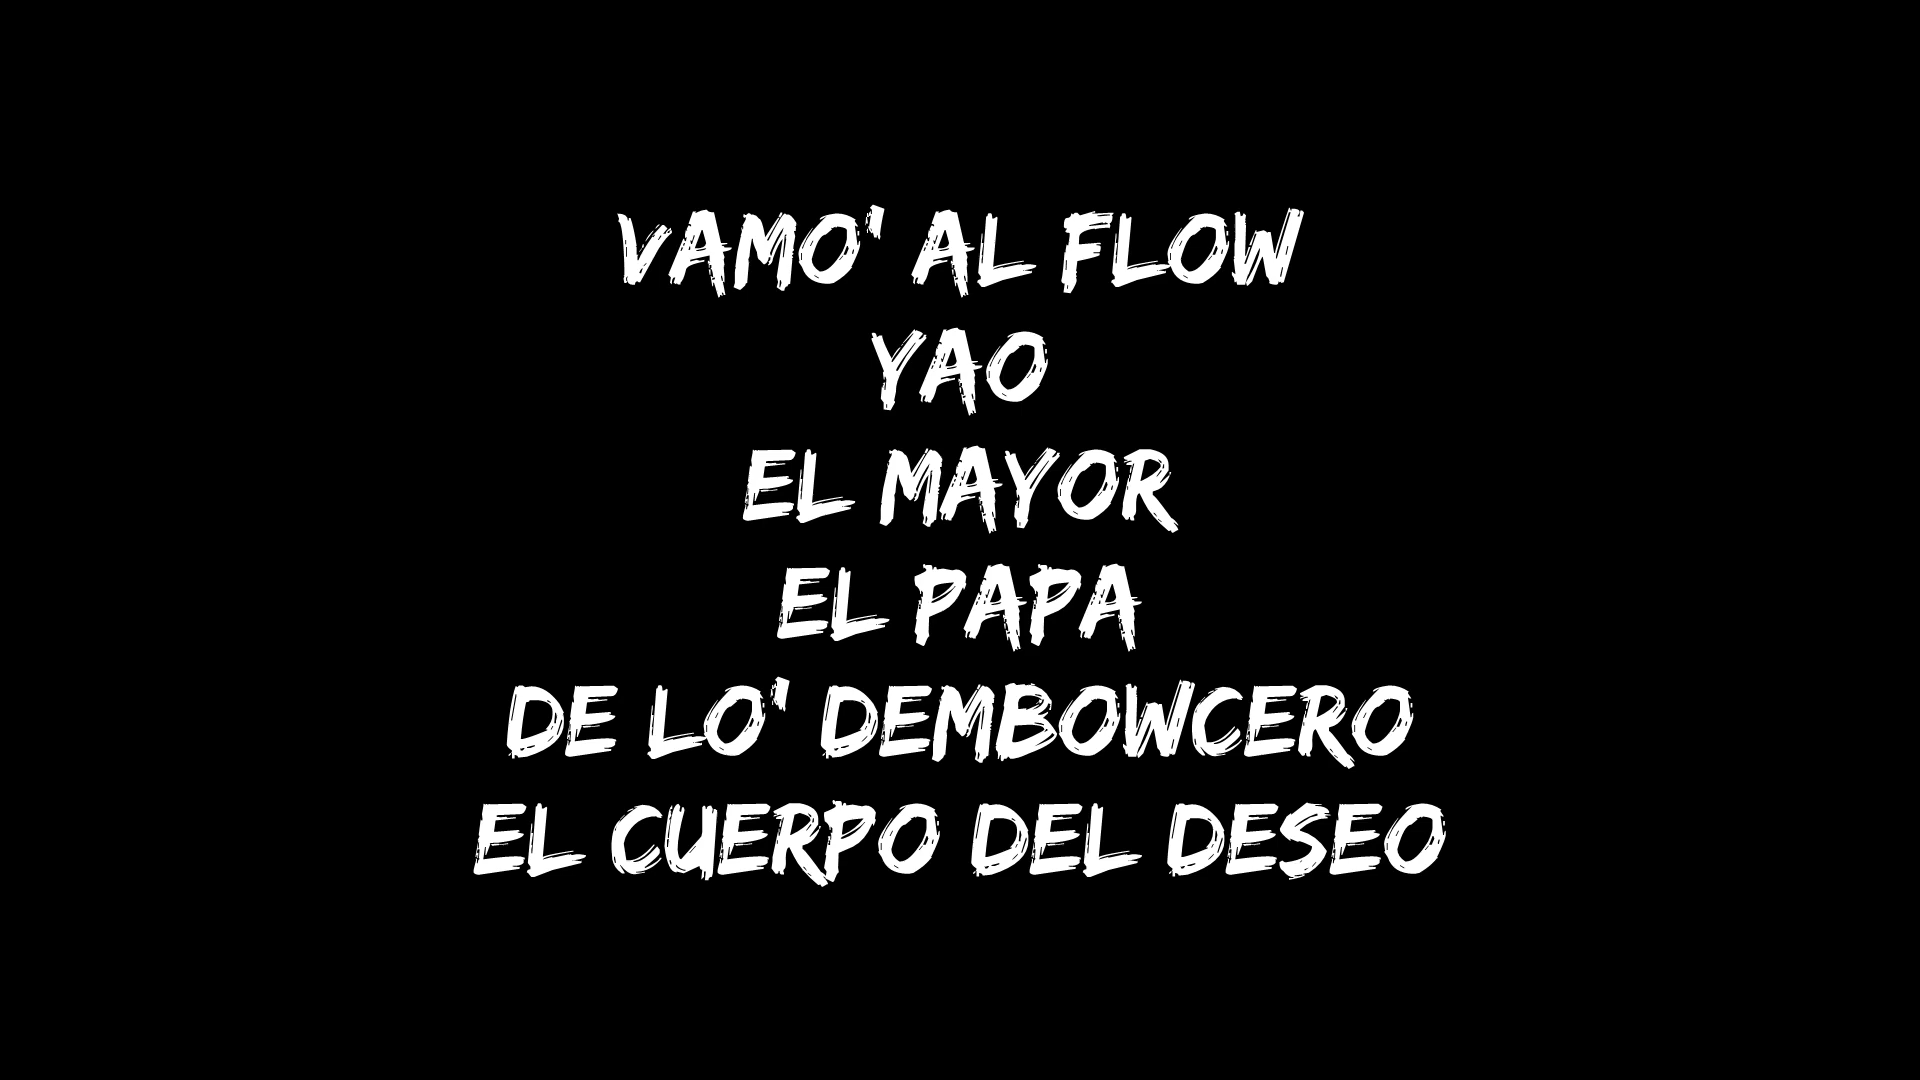 VAMO' AL FLOW
YAO
EL MAYOR
EL PAPA
DE LO' DEMBOWCERO
EL CUERPO DEL DESEO